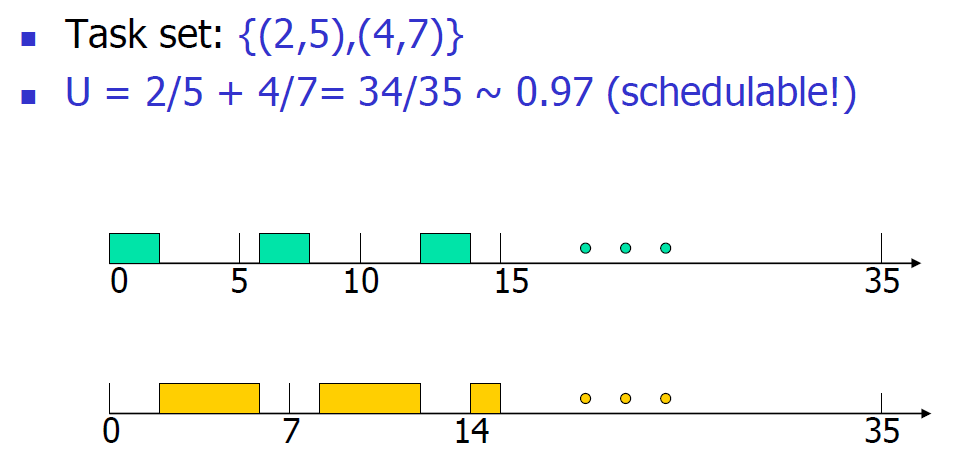 Task set: {(2,5),(4,7)}
U = 2/5 + 4/7= 34/35 ~ 0.97 (schedulable!)
0 5 10 15 35
0 7 14 35